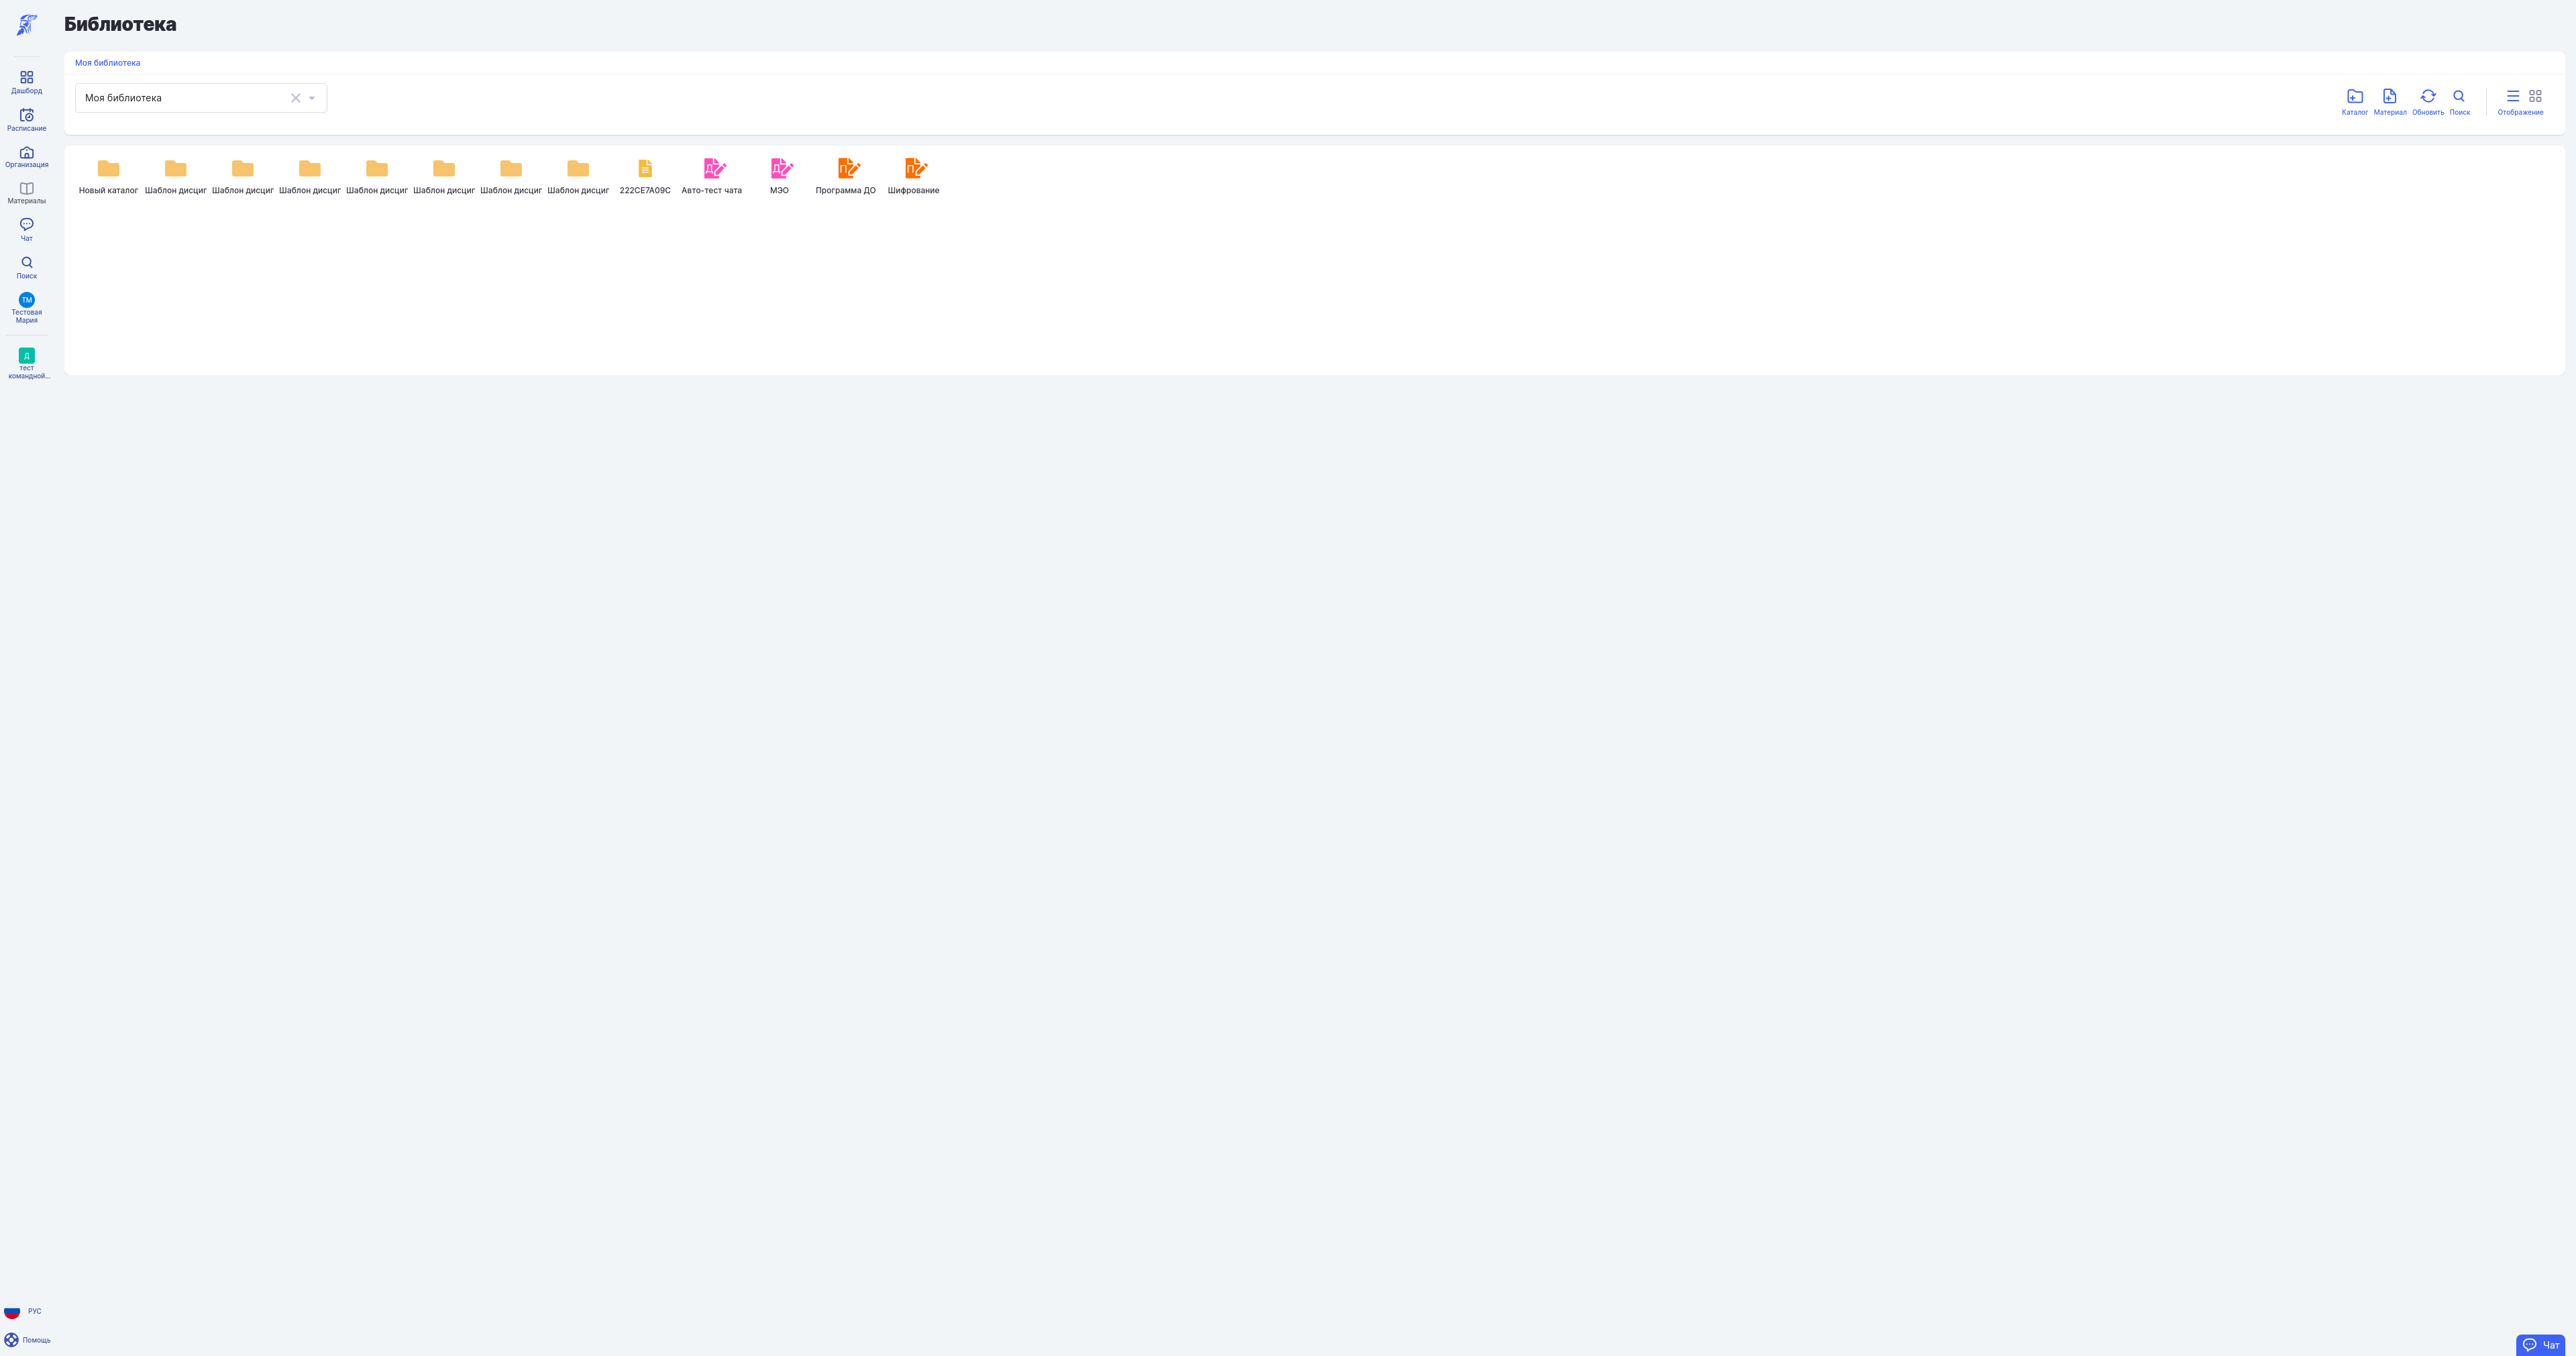 Библиотека
Моя библиотека
Моя библиотека
Каталог
Материал
Обновить
Поиск
Отображение
Дашборд
Расписание
Организация
Материалы
Чат
Поиск
ТМ
Тестовая
Мария
Д
тест
командной...
Новый каталог
Шаблон дисциг
Шаблон дисциг
Шаблон дисциг
Шаблон дисциг
Шаблон дисциг
Шаблон дисциг
Шаблон дисциг
222CE7A09C
Д
Авто-тест чата
Д
МЭО
П
Программа ДО
П
Шифрование
РУС
Помощь
Чат